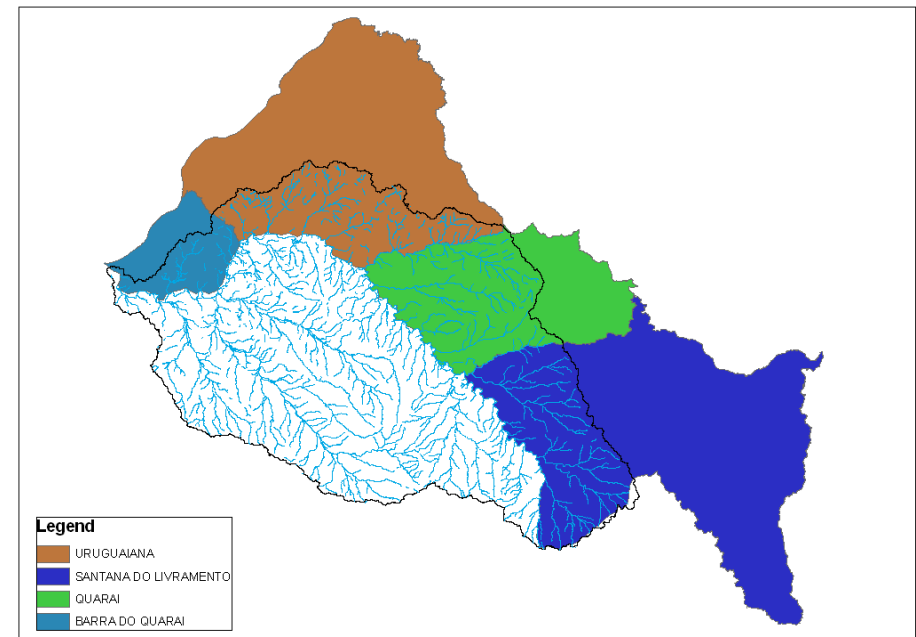 Legend
URUGUAIANA
SANTANA DO LIVRAMENTO
QUARAI
BARRA DO QUARAI